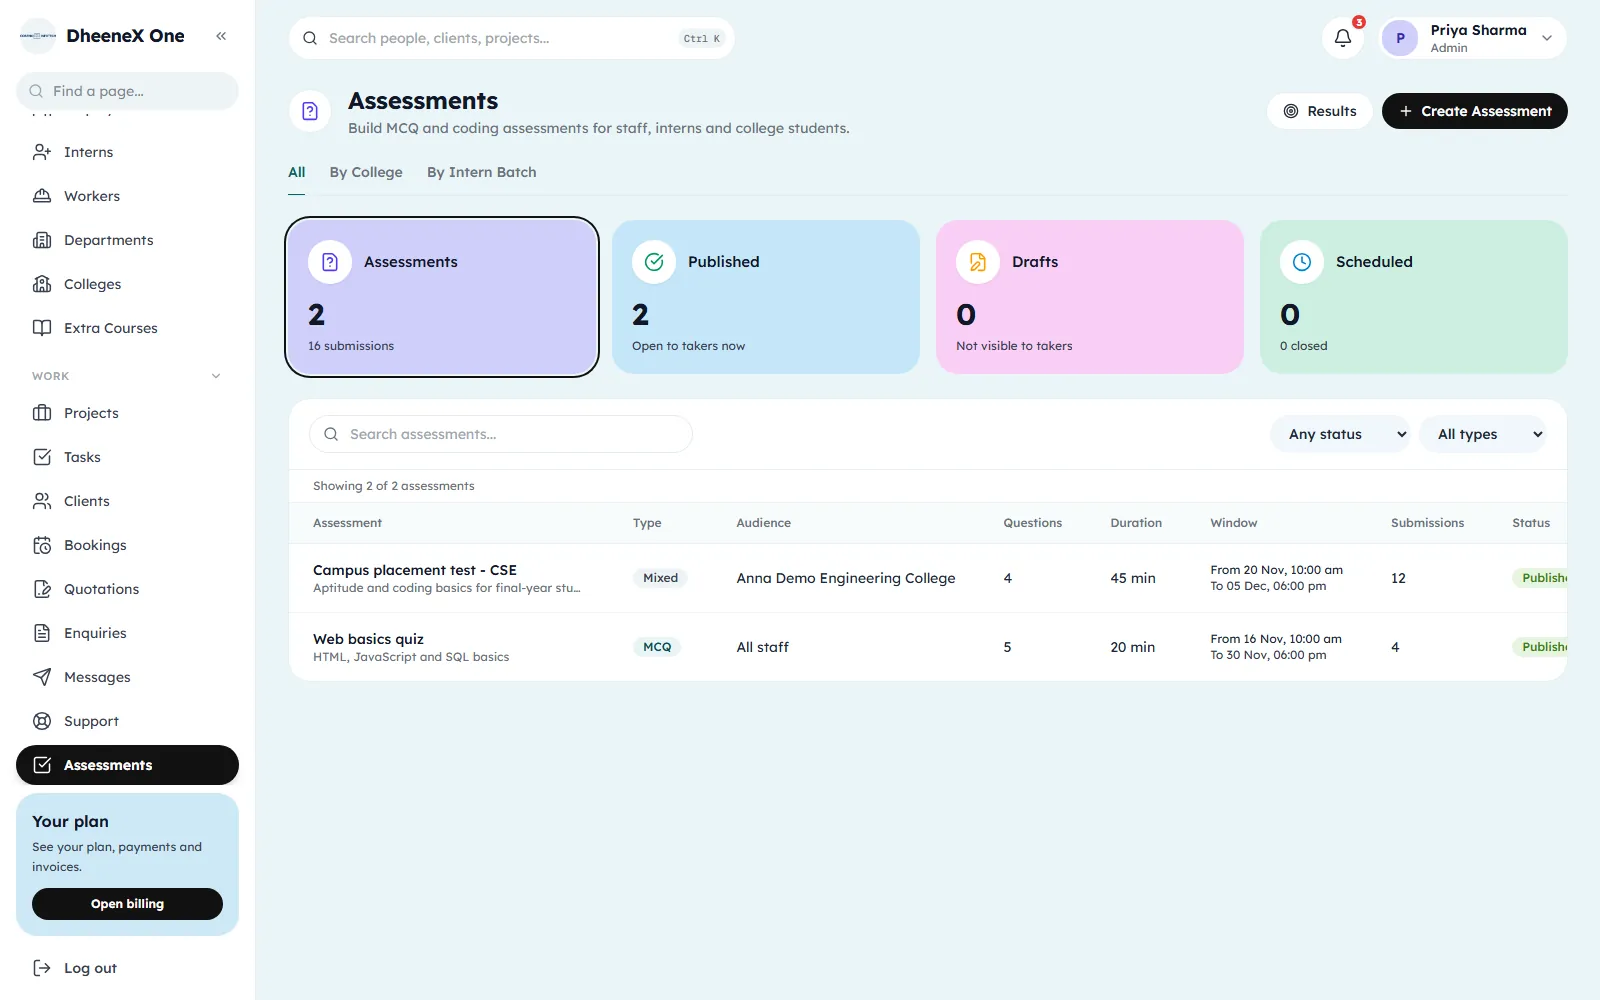 DheeneX One
Find a page...
Interns
Workers
Departments
Colleges
Extra Courses
WORK
Projects
Tasks
Clients
Bookings
Quotations
Enquiries
Messages
Support
Assessments
Your plan
See your plan, payments and
invoices.
Open billing
Log out
Search people, clients, projects...
Ctrl K
3
P
Priya Sharma
Admin
Assessments
Build MCQ and coding assessments for staff, interns and college students.
Results
Create Assessment
All
By College
By Intern Batch
Assessments
2
16 submissions
Published
2
Open to takers now
Drafts
0
Not visible to takers
Scheduled
0
0 closed
Search assessments...
Any status
All types
Showing 2 of 2 assessments
Assessment Type Audience Questions Duration Window Submissions Status
Campus placement test - CSE
Aptitude and coding basics for final-year stu...
Mixed
Anna Demo Engineering College
4
45 min
From 20 Nov, 10:00 am
To 05 Dec, 06:00 pm
12
Publishe
Web basics quiz
HTML, JavaScript and SQL basics
MCQ
All staff
5
20 min
From 16 Nov, 10:00 am
To 30 Nov, 06:00 pm
4
Publishe